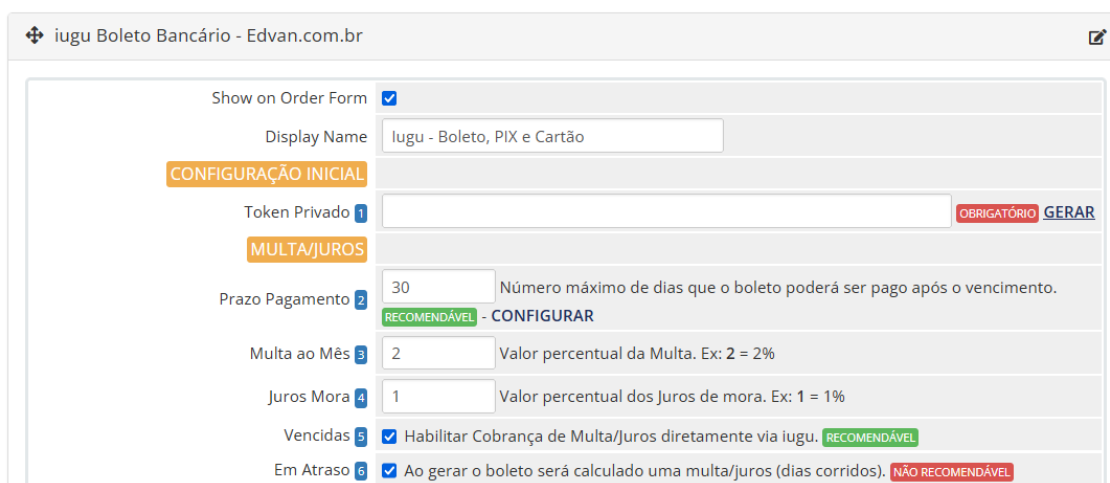 iugu Boleto Bancário - Edvan.com.br
Show on Order Form
Display Name Iugu - Boleto, PIX e Cartão
CONFIGURAÇÃO INICIAL
Token Privado 1 OBRIGATÓRIO GERAR
MULTA/JUROS
Prazo Pagamento 2 30 Número máximo de dias que o boleto poderá ser pago após o vencimento.
RECOMENDÁVEL - CONFIGURAR
Multa ao Mês 3 2 Valor percentual da Multa. Ex: 2 = 2%
Juros Mora 4 1 Valor percentual dos Juros de mora. Ex: 1 = 1%
Vencidas 5 Habilitar Cobrança de Multa/Juros diretamente via iugu. RECOMENDÁVEL
Em Atraso 6 Ao gerar o boleto será calculado uma multa/juros (dias corridos). NÃO RECOMENDÁVEL